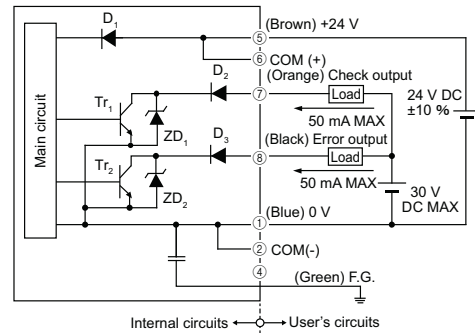 D1
(Brown) +24 V
⑤
⑥ COM (+)
(Orange) Check output
D2
⑦
Load
24 V DC
±10 %
Main circuit
Tr1
ZD1
50 mA MAX
D3
(Black) Error output
⑧
Load
Tr2
ZD2
50 mA MAX
30 V
DC MAX
(Blue) 0 V
①
② COM(-)
④
(Green) F.G.
Internal circuits
User's circuits